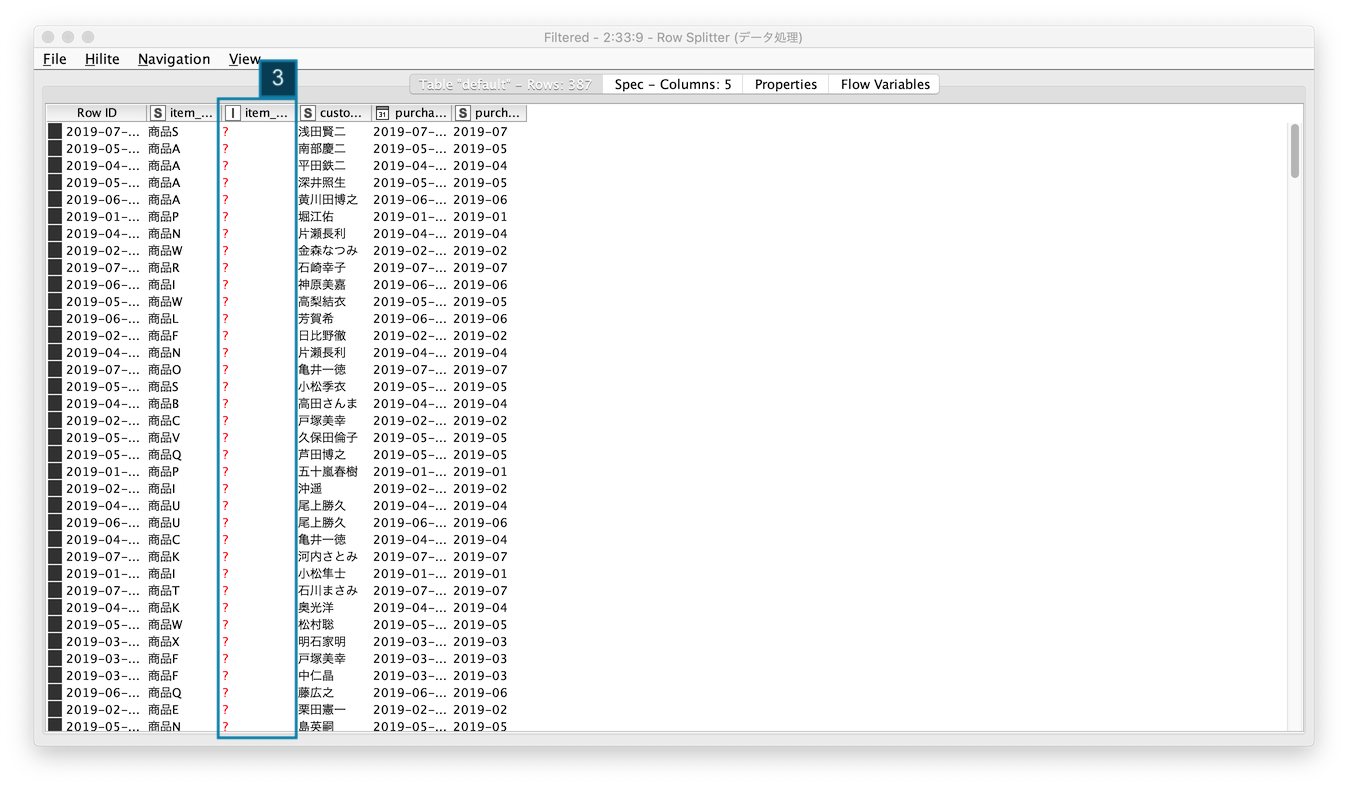 Filtered - 2:33:9 - Row Splitter (データ処理)
File Hilite Navigation View
3
Table "default" - Rooms: 387 Spec - Columns: 5 Properties Flow Variables
Row ID S item_... I item_... S custo... 31 purcha... S purch...
2019-07-... 商品S ? 浅田賢二 2019-07-... 2019-07
2019-05-... 商品A ? 南部慶二 2019-05-... 2019-05
2019-04-... 商品A ? 平田鉄二 2019-04-... 2019-04
2019-05-... 商品A ? 深井照生 2019-05-... 2019-05
2019-06-... 商品A ? 黄川田博之 2019-06-... 2019-06
2019-01-... 商品P ? 堀江佑 2019-01-... 2019-01
2019-04-... 商品N ? 片瀬長利 2019-04-... 2019-04
2019-02-... 商品W ? 金森なつみ 2019-02-... 2019-02
2019-07-... 商品R ? 石崎幸子 2019-07-... 2019-07
2019-06-... 商品I ? 神原美嘉 2019-06-... 2019-06
2019-05-... 商品W ? 高梨結衣 2019-05-... 2019-05
2019-06-... 商品L ? 芳賀希 2019-06-... 2019-06
2019-02-... 商品F ? 日比野徹 2019-02-... 2019-02
2019-04-... 商品N ? 片瀬長利 2019-04-... 2019-04
2019-07-... 商品O ? 亀井一徳 2019-07-... 2019-07
2019-05-... 商品S ? 小松季衣 2019-05-... 2019-05
2019-04-... 商品B ? 高田さんま 2019-04-... 2019-04
2019-02-... 商品C ? 戸塚美幸 2019-02-... 2019-02
2019-05-... 商品V ? 久保田倫子 2019-05-... 2019-05
2019-05-... 商品Q ? 芦田博之 2019-05-... 2019-05
2019-01-... 商品P ? 五十嵐春樹 2019-01-... 2019-01
2019-02-... 商品I ? 沖遥 2019-02-... 2019-02
2019-04-... 商品U ? 尾上勝久 2019-04-... 2019-04
2019-06-... 商品U ? 尾上勝久 2019-06-... 2019-06
2019-04-... 商品C ? 亀井一徳 2019-04-... 2019-04
2019-07-... 商品K ? 河内さとみ 2019-07-... 2019-07
2019-01-... 商品I ? 小松隼士 2019-01-... 2019-01
2019-07-... 商品T ? 石川まさみ 2019-07-... 2019-07
2019-04-... 商品K ? 奥光洋 2019-04-... 2019-04
2019-05-... 商品W ? 松村聡 2019-05-... 2019-05
2019-03-... 商品X ? 明石家明 2019-03-... 2019-03
2019-03-... 商品F ? 戸塚美幸 2019-03-... 2019-03
2019-03-... 商品F ? 中仁晶 2019-03-... 2019-03
2019-06-... 商品Q ? 藤広之 2019-06-... 2019-06
2019-02-... 商品E ? 栗田憲一 2019-02-... 2019-02
2019-05-... 商品N ? 島英嗣 2019-05-... 2019-05